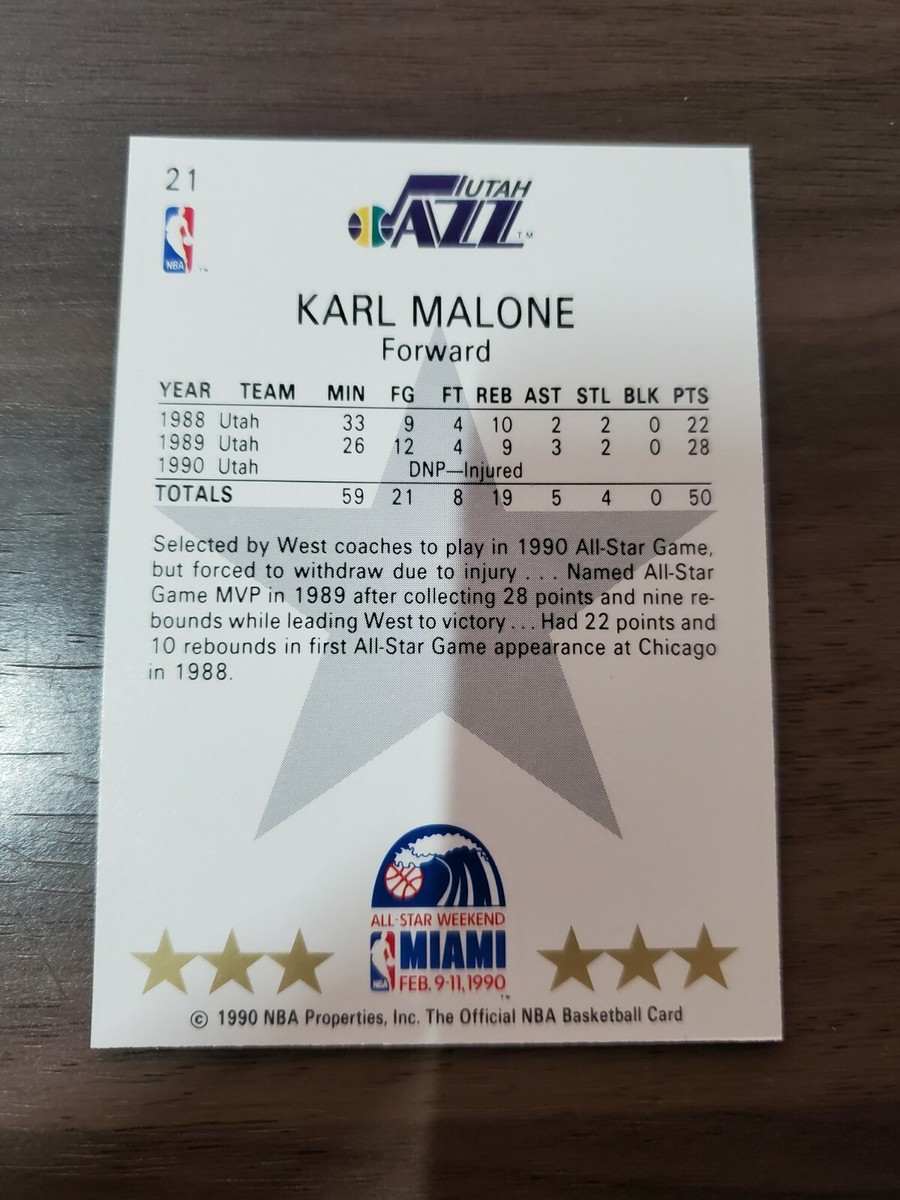 21
UTAH
JAZZ TM
NBA
KARL MALONE
Forward
YEAR TEAM MIN FG FT REB AST STL BLK PTS
1988 Utah 33 9 4 10 2 2 0 22
1989 Utah 26 12 4 9 3 2 0 28
1990 Utah DNP—Injured
TOTALS 59 21 8 19 5 4 0 50
Selected by West coaches to play in 1990 All-Star Game,
but forced to withdraw due to injury . . . Named All-Star
Game MVP in 1989 after collecting 28 points and nine re-
bounds while leading West to victory . . . Had 22 points and
10 rebounds in first All-Star Game appearance at Chicago
in 1988.
ALL-STAR WEEKEND
MIAMI
NBA FEB. 9-11, 1990
© 1990 NBA Properties, Inc. The Official NBA Basketball Card